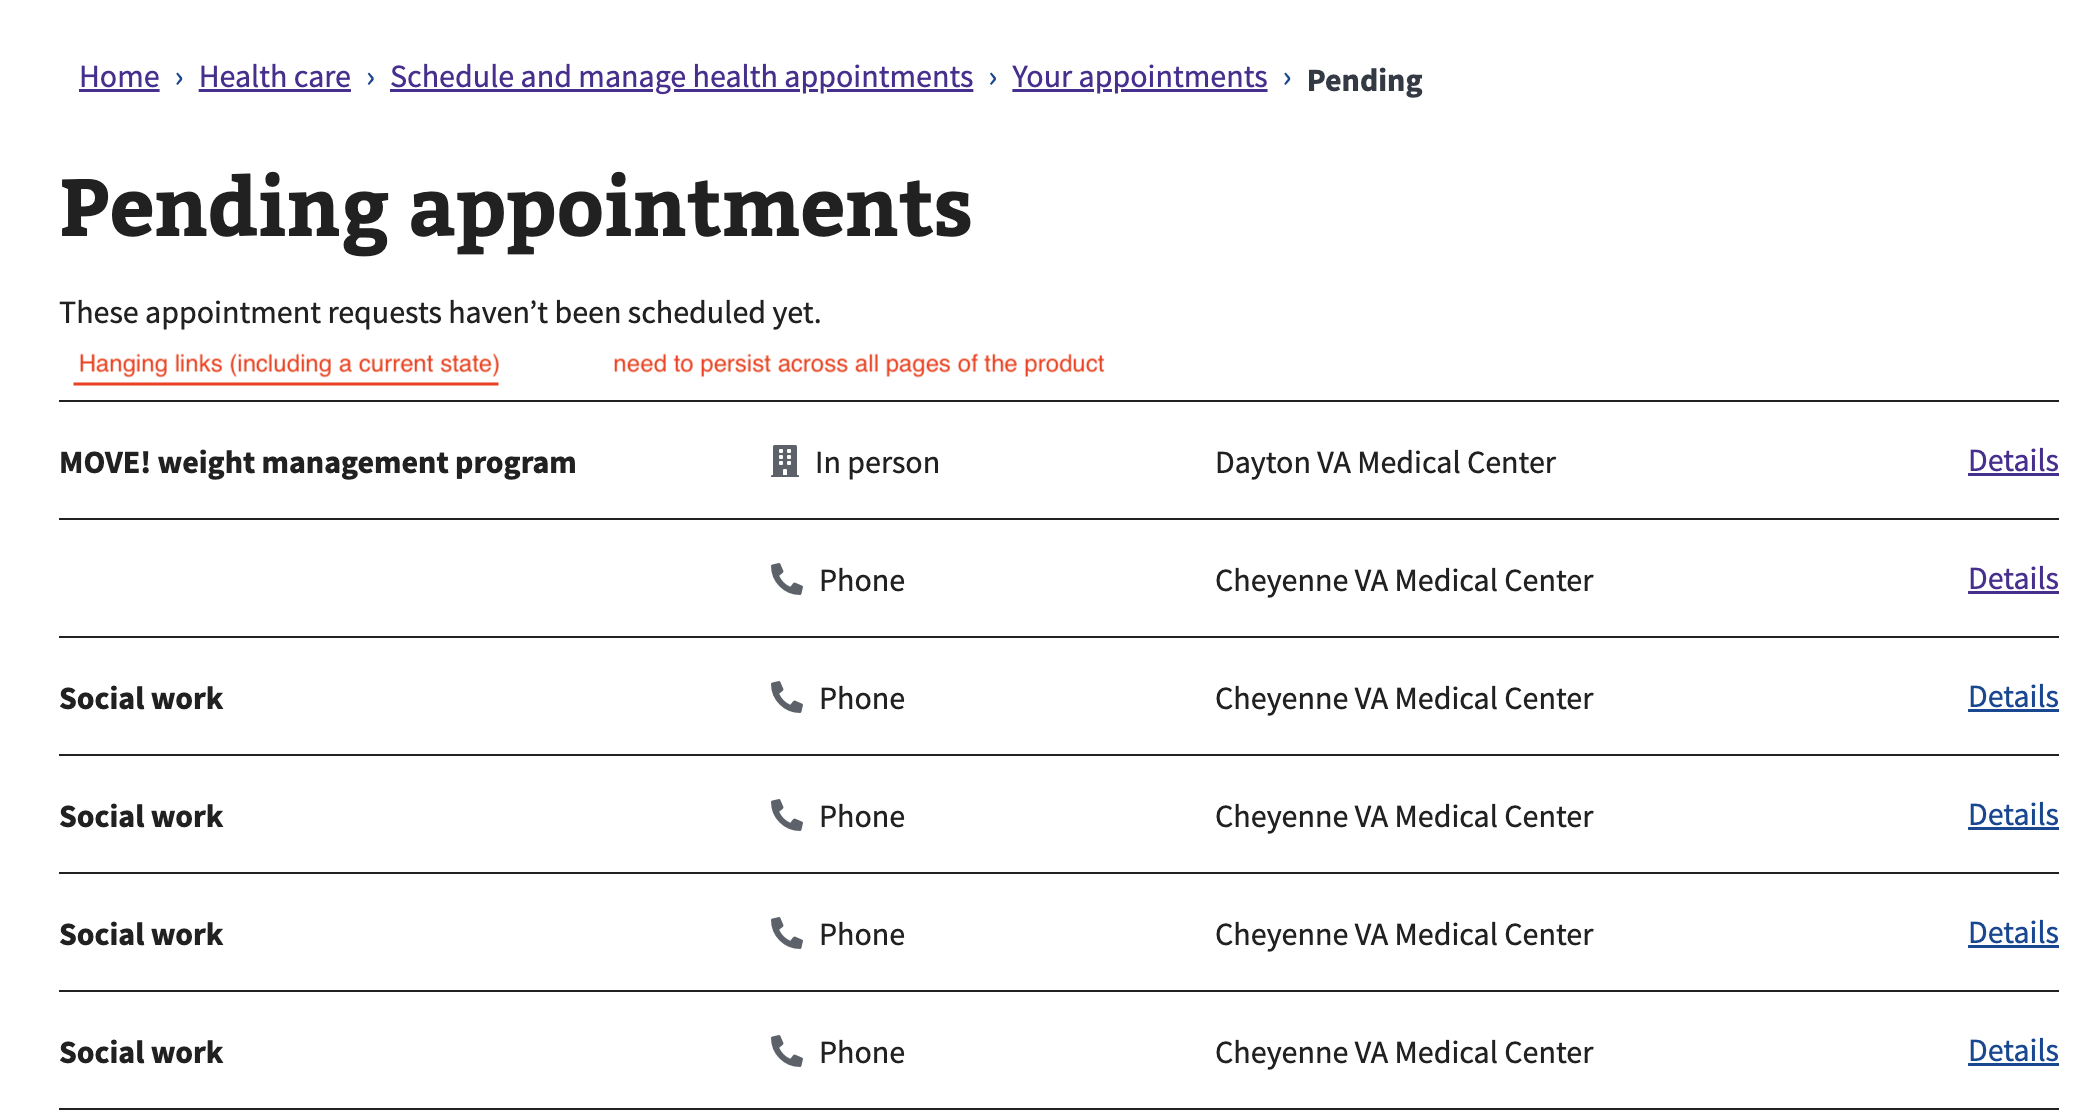 Home › Health care › Schedule and manage health appointments › Your appointments › Pending
Pending appointments
These appointment requests haven’t been scheduled yet.
Hanging links (including a current state) need to persist across all pages of the product
MOVE! weight management program In person Dayton VA Medical Center Details
Phone Cheyenne VA Medical Center Details
Social work Phone Cheyenne VA Medical Center Details
Social work Phone Cheyenne VA Medical Center Details
Social work Phone Cheyenne VA Medical Center Details
Social work Phone Cheyenne VA Medical Center Details